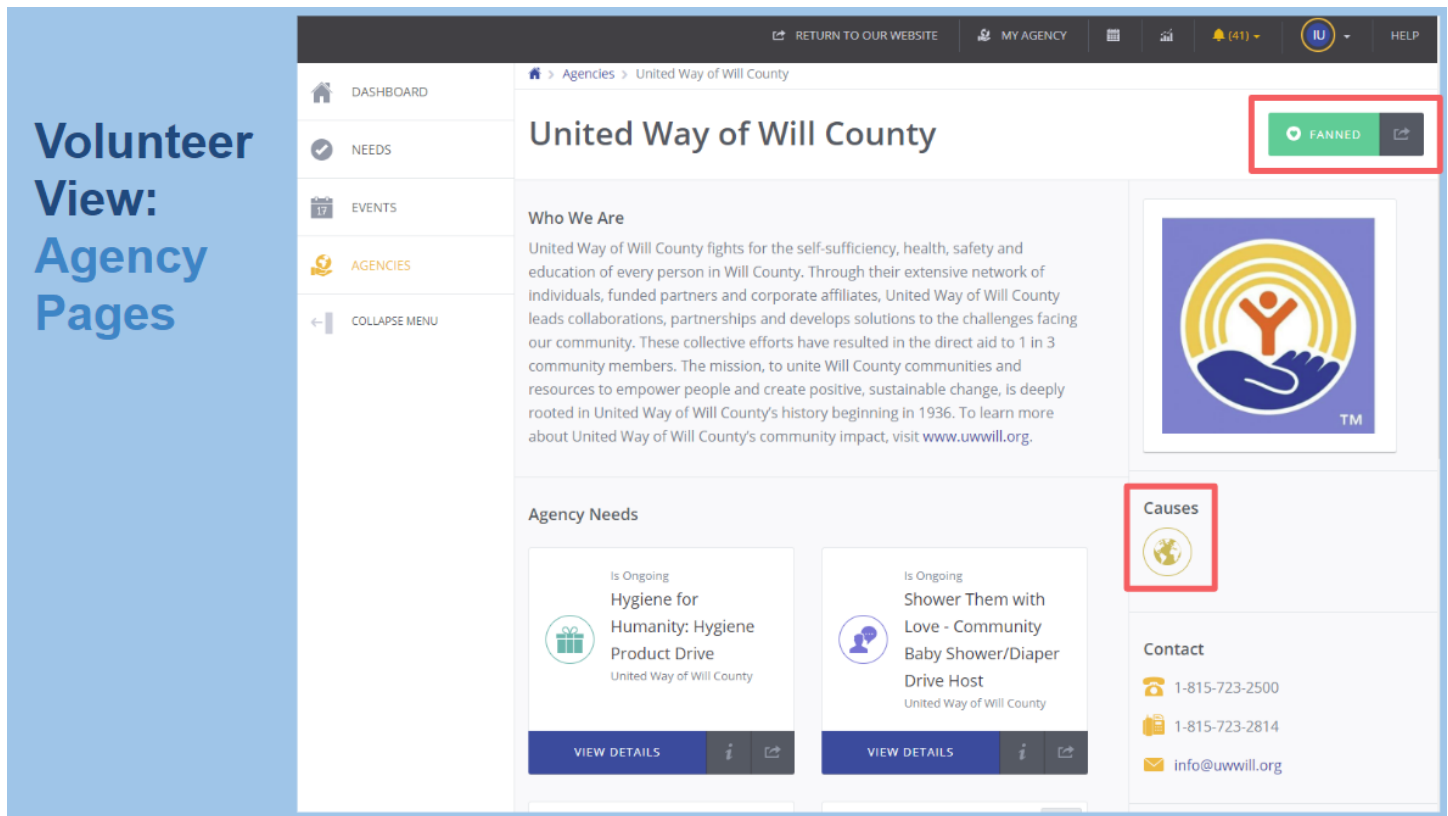 Volunteer
View:
Agency
Pages
RETURN TO OUR WEBSITE
MY AGENCY
(41)
IU
HELP
DASHBOARD
NEEDS
17
EVENTS
AGENCIES
COLLAPSE MENU
> Agencies > United Way of Will County
United Way of Will County
FANNED
Who We Are
United Way of Will County fights for the self-sufficiency, health, safety and
education of every person in Will County. Through their extensive network of
individuals, funded partners and corporate affiliates, United Way of Will County
leads collaborations, partnerships and develops solutions to the challenges facing
our community. These collective efforts have resulted in the direct aid to 1 in 3
community members. The mission, to unite Will County communities and
resources to empower people and create positive, sustainable change, is deeply
rooted in United Way of Will County's history beginning in 1936. To learn more
about United Way of Will County's community impact, visit www.uwwill.org.
TM
Agency Needs
Is Ongoing
Hygiene for
Humanity: Hygiene
Product Drive
United Way of Will County
VIEW DETAILS
i
Is Ongoing
Shower Them with
Love - Community
Baby Shower/Diaper
Drive Host
United Way of Will County
VIEW DETAILS
i
Causes
Contact
1-815-723-2500
1-815-723-2814
info@uwwill.org